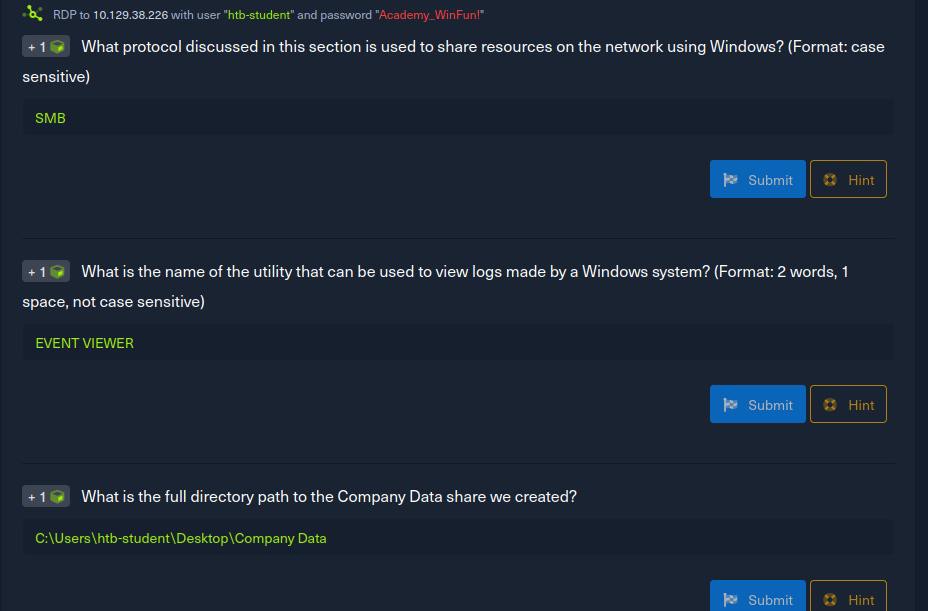 RDP to 10.129.38.226 with user "htb-student" and password "Academy_WinFun!"
+ 1 What protocol discussed in this section is used to share resources on the network using Windows? (Format: case
sensitive)
SMB
Submit Hint
+ 1 What is the name of the utility that can be used to view logs made by a Windows system? (Format: 2 words, 1
space, not case sensitive)
EVENT VIEWER
Submit Hint
+ 1 What is the full directory path to the Company Data share we created?
C:\Users\htb-student\Desktop\Company Data
Submit Hint